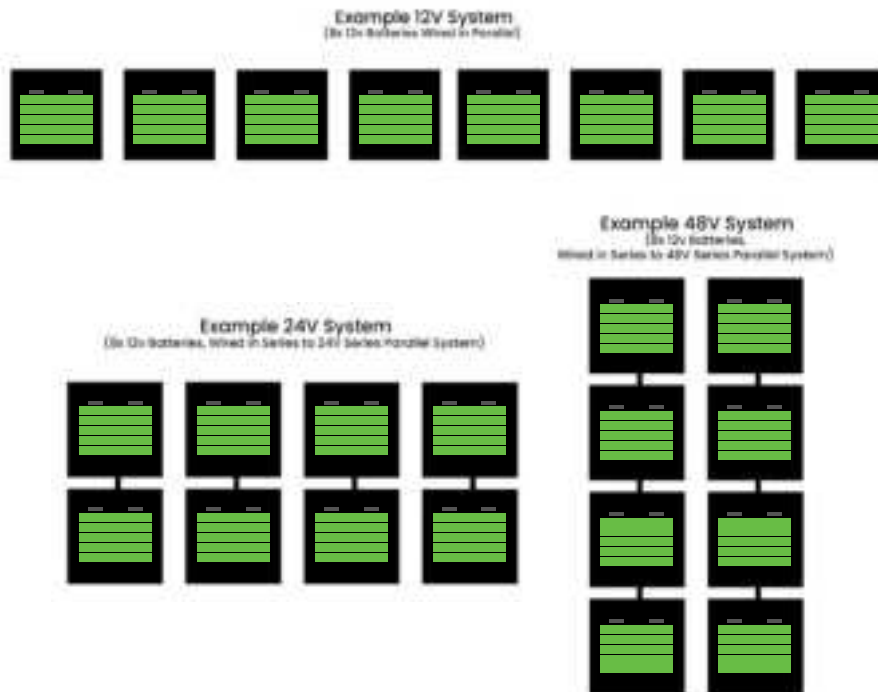 Example 12V System
(8x 12v Batteries Wired in Parallel)
Example 48V System
(8x 12v Batteries,
Wired in Series to 48V Series Parallel System)
Example 24V System
(8x 12v Batteries, Wired in Series to 24V Series Parallel System)